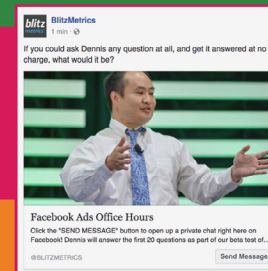 blitz
metrics
BlitzMetrics
1 min
If you could ask Dennis any question at all, and get it answered at no
charge, what would it be?
Facebook Ads Office Hours
Click the "SEND MESSAGE" button to open up a private chat right here on
Facebook! Dennis will answer the first 20 questions as part of our beta test of...
@BLITZMETRICS
Send Message